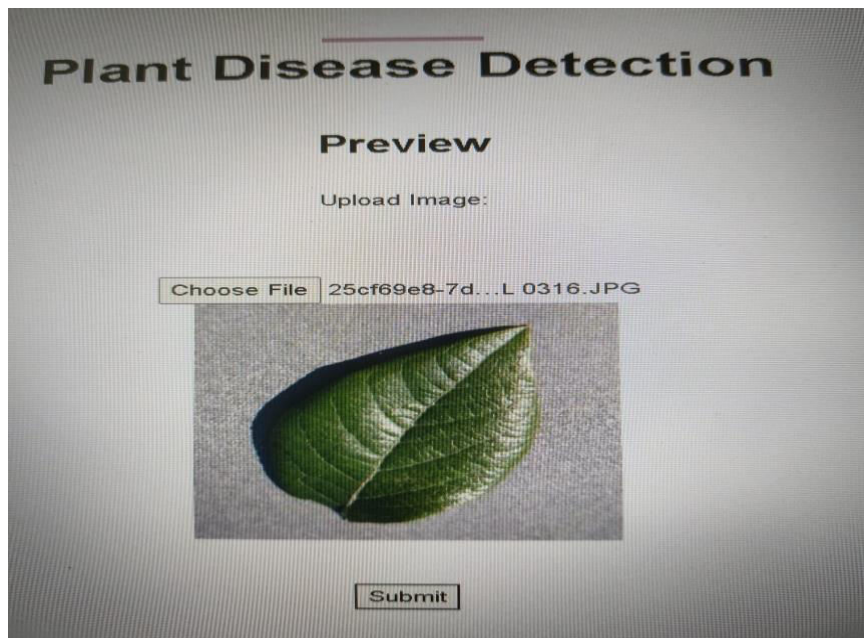 Plant Disease Detection
Preview
Upload Image:
Choose File 25cf69e8-7d...L 0316.JPG
Submit